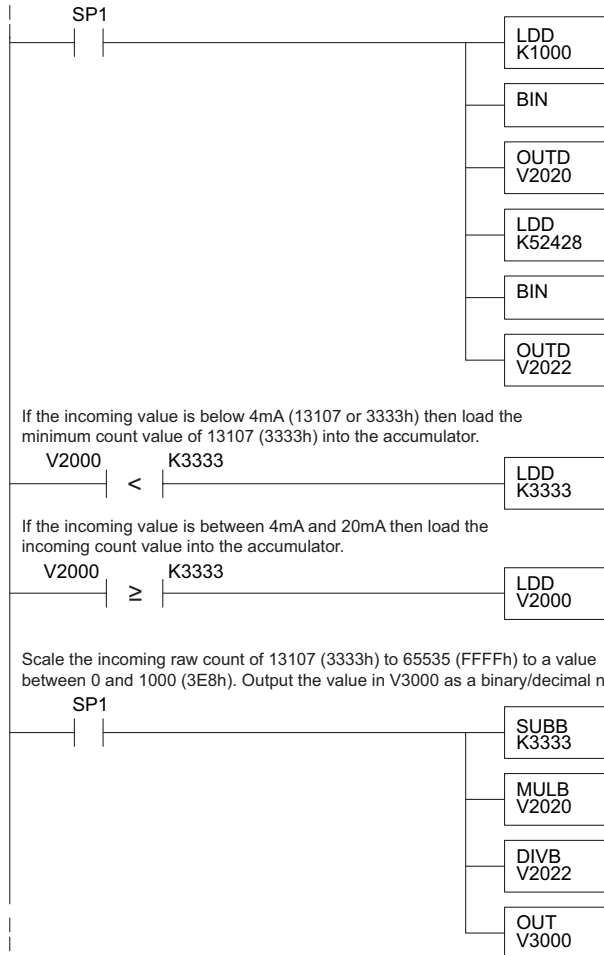 SP1
LDD
K1000
BIN
OUTD
V2020
LDD
K52428
BIN
OUTD
V2022
If the incoming value is below 4mA (13107 or 3333h) then load the
minimum count value of 13107 (3333h) into the accumulator.
V2000 < K3333
LDD
K3333
If the incoming value is between 4mA and 20mA then load the
incoming count value into the accumulator.
V2000 ≥ K3333
LDD
V2000
Scale the incoming raw count of 13107 (3333h) to 65535 (FFFFh) to a value
between 0 and 1000 (3E8h). Output the value in V3000 as a binary/decimal
SP1
SUBB
K3333
MULB
V2020
DIVB
V2022
OUT
V3000